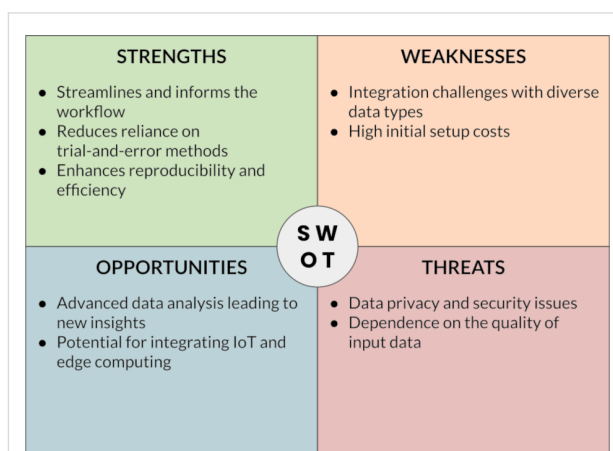 STRENGTHS
● Streamlines and informs the
workflow
● Reduces reliance on
trial-and-error methods
● Enhances reproducibility and
efficiency
WEAKNESSES
● Integration challenges with diverse
data types
● High initial setup costs
S W
O T
OPPORTUNITIES
● Advanced data analysis leading to
new insights
● Potential for integrating IoT and
edge computing
THREATS
● Data privacy and security issues
● Dependence on the quality of
input data